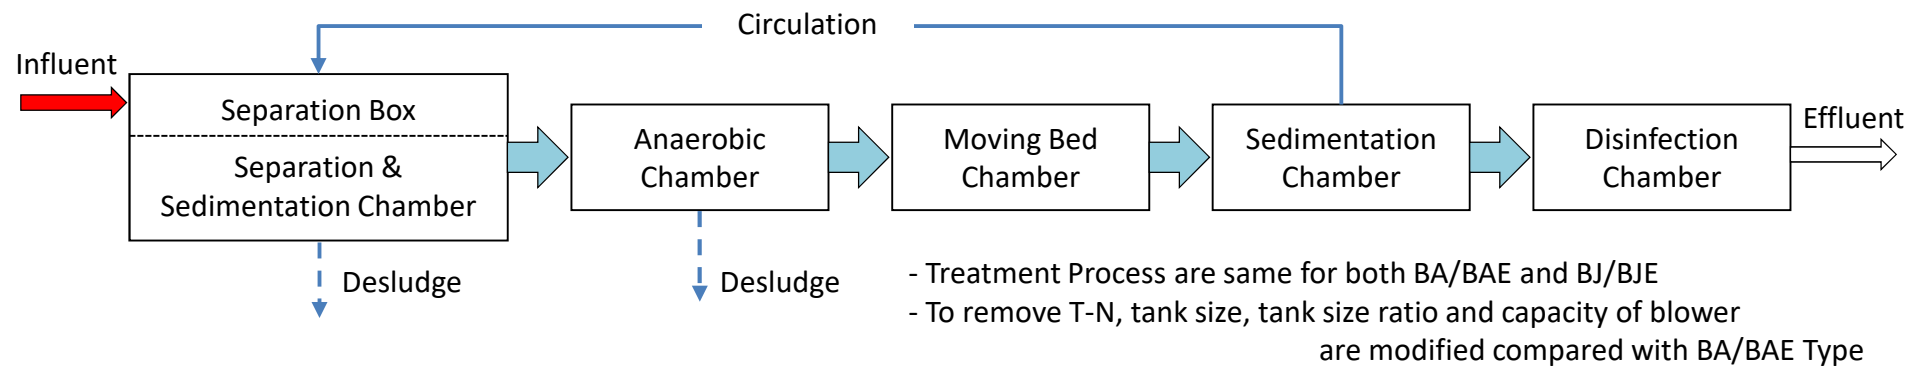 Circulation
Influent
Separation Box
Separation &
Sedimentation Chamber
Anaerobic
Chamber
Moving Bed
Chamber
Sedimentation
Chamber
Disinfection
Chamber
Effluent
Desludge
Desludge
- Treatment Process are same for both BA/BAE and BJ/BJE
- To remove T-N, tank size, tank size ratio and capacity of blower
are modified compared with BA/BAE Type